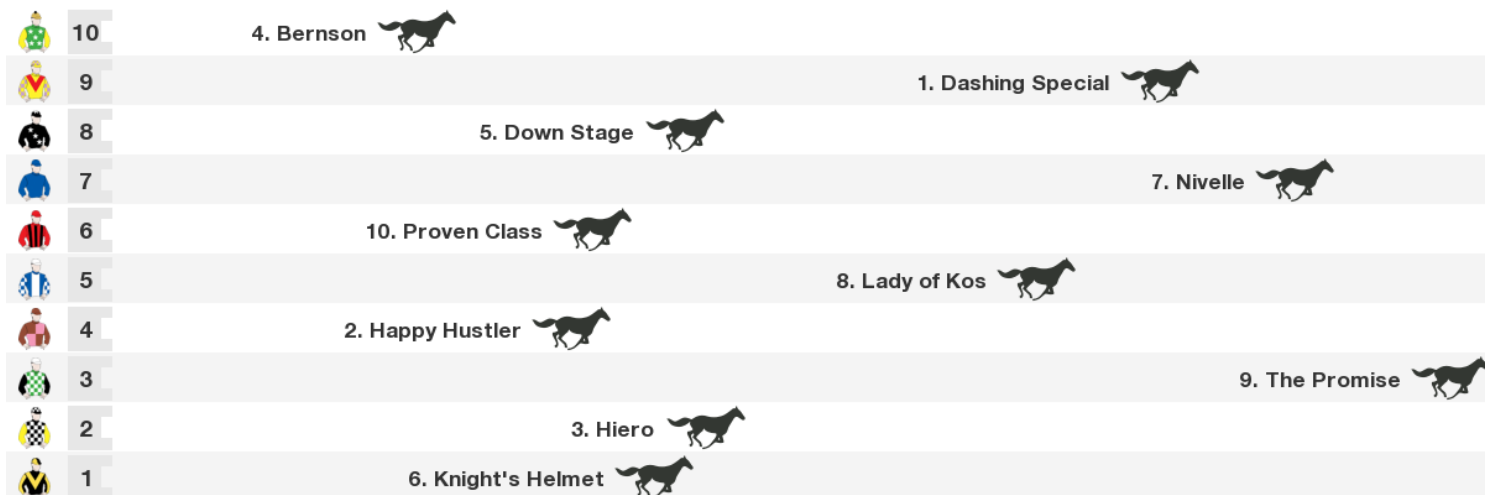 10 4. Bernson
9 1. Dashing Special
8 5. Down Stage
7 7. Nivelle
6 10. Proven Class
5 8. Lady of Kos
4 2. Happy Hustler
3 9. The Promise
2 3. Hiero
1 6. Knight's Helmet